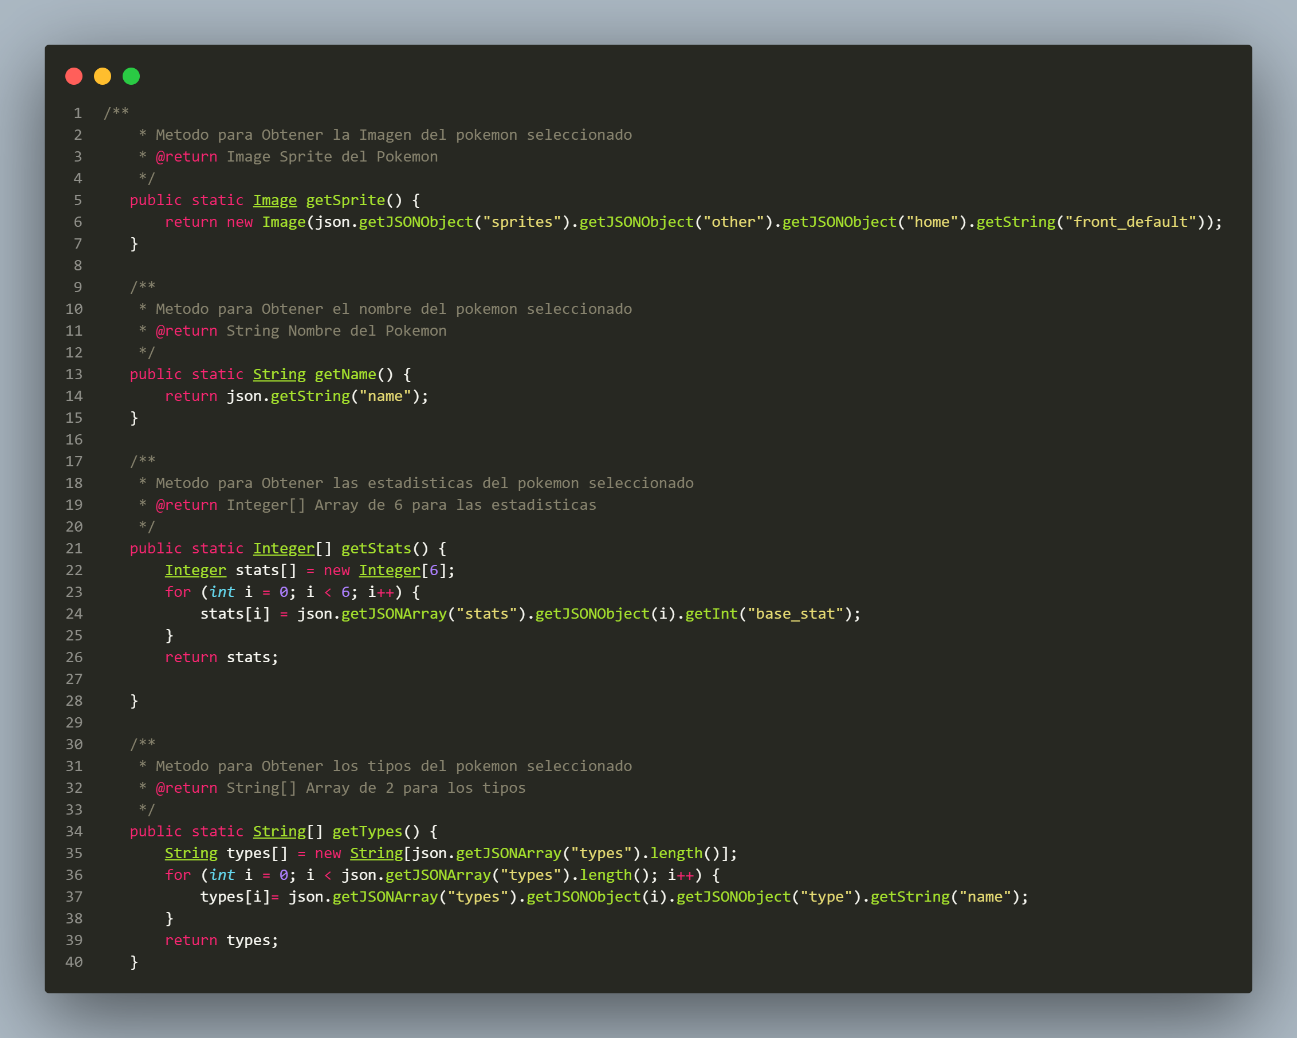 1 /**
2     * Metodo para Obtener la Imagen del pokemon seleccionado
3     * @return Image Sprite del Pokemon
4     */
5    public static Image getSprite() {
6        return new Image(json.getJSONObject("sprites").getJSONObject("other").getJSONObject("home").getString("front_default"));
7    }
8
9    /**
10     * Metodo para Obtener el nombre del pokemon seleccionado
11     * @return String Nombre del Pokemon
12     */
13    public static String getName() {
14        return json.getString("name");
15    }
16
17    /**
18     * Metodo para Obtener las estadisticas del pokemon seleccionado
19     * @return Integer[] Array de 6 para las estadisticas
20     */
21    public static Integer[] getStats() {
22        Integer stats[] = new Integer[6];
23        for (int i = 0; i < 6; i++) {
24            stats[i] = json.getJSONArray("stats").getJSONObject(i).getInt("base_stat");
25        }
26        return stats;
27
28    }
29
30    /**
31     * Metodo para Obtener los tipos del pokemon seleccionado
32     * @return String[] Array de 2 para los tipos
33     */
34    public static String[] getTypes() {
35        String types[] = new String[json.getJSONArray("types").length()];
36        for (int i = 0; i < json.getJSONArray("types").length(); i++) {
37            types[i]= json.getJSONArray("types").getJSONObject(i).getJSONObject("type").getString("name");
38        }
39        return types;
40    }